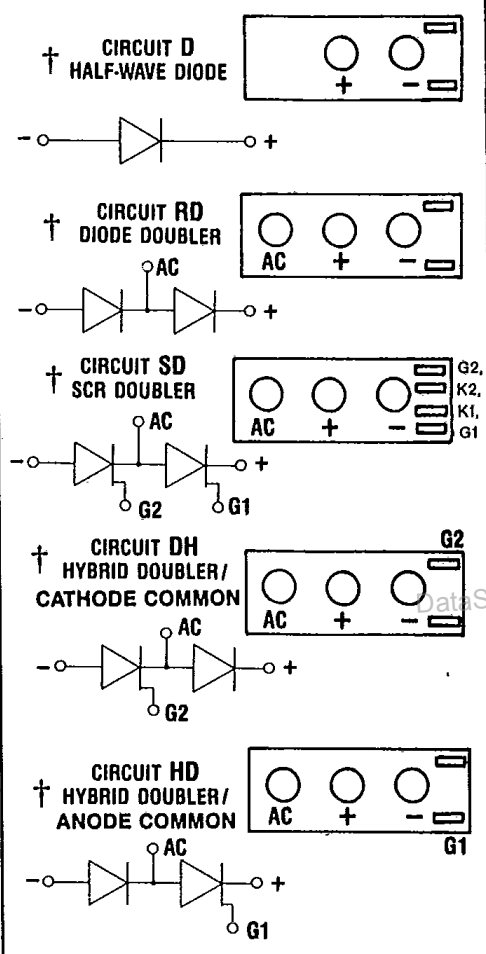 † CIRCUIT D
HALF-WAVE DIODE
+ −
− +
† CIRCUIT RD
DIODE DOUBLER
AC + −
AC
− +
† CIRCUIT SD
SCR DOUBLER
G2,
K2,
K1,
G1
AC + −
AC
− +
G2 G1
† CIRCUIT DH
HYBRID DOUBLER/
CATHODE COMMON
G2
AC + −
DataS
AC
− +
G2
† CIRCUIT HD
HYBRID DOUBLER/
ANODE COMMON
AC + −
G1
AC
− +
G1